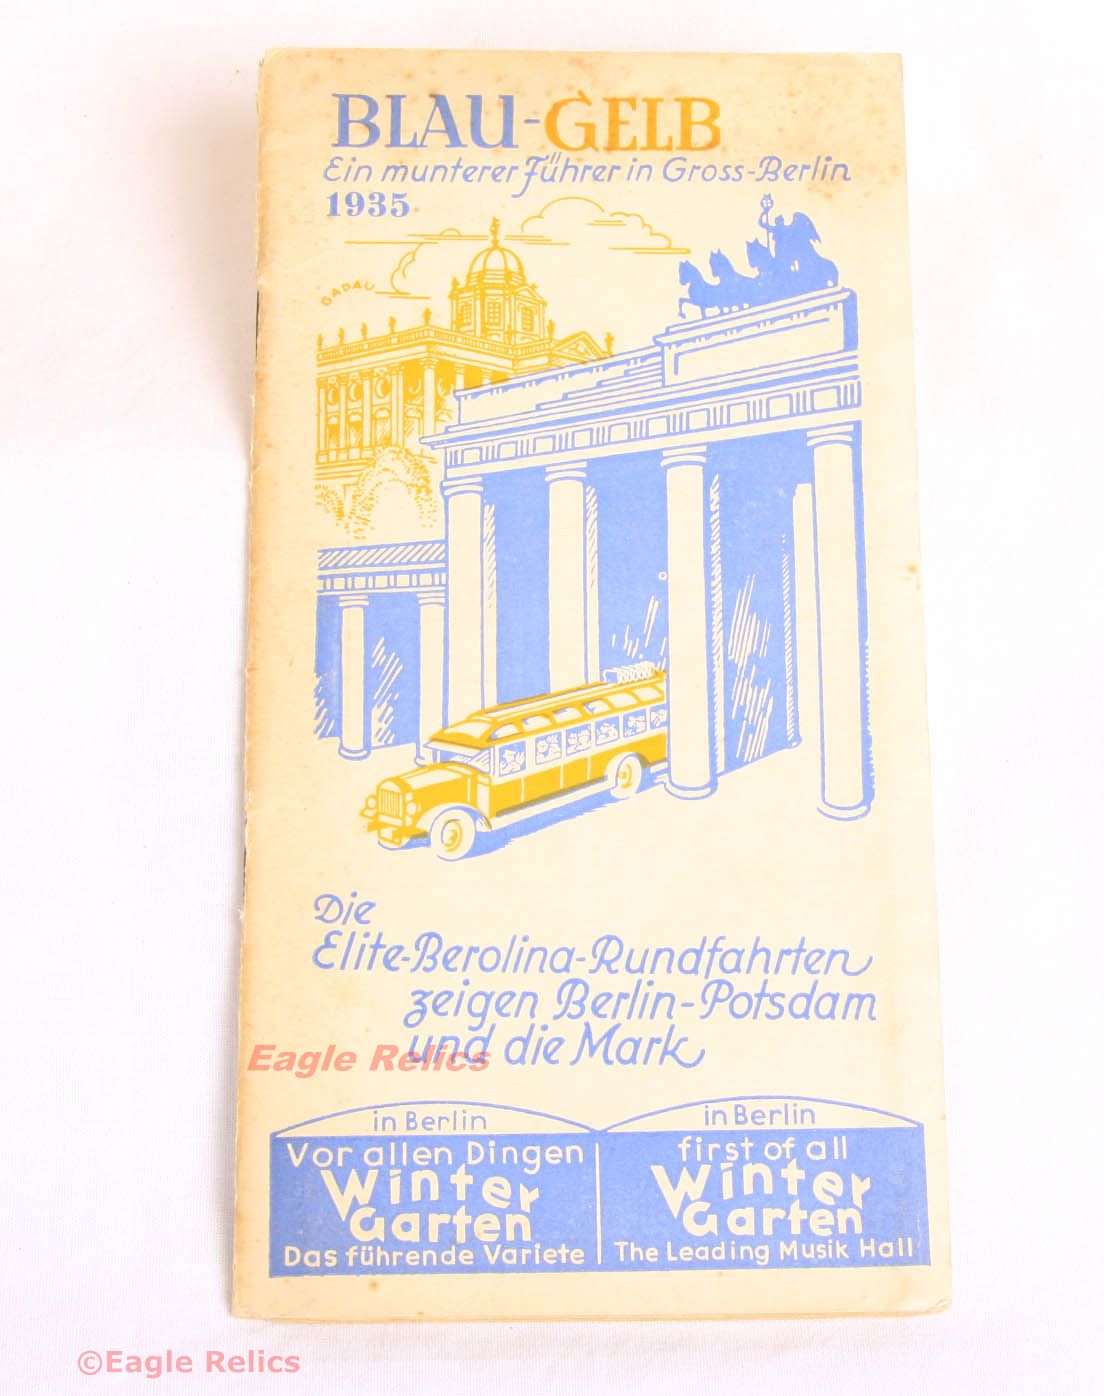 BLAU-GELB
Ein munterer Führer in Gross-Berlin
1935
DADAU
Die
Elite-Berolina-Rundfahrten
zeigen Berlin-Potsdam
und die Mark
Eagle Relics
in Berlin
Vor allen Dingen
Winter
Garten
Das führende Variete
in Berlin
first of all
Winter
Garten
The Leading Musik Hall
©Eagle Relics